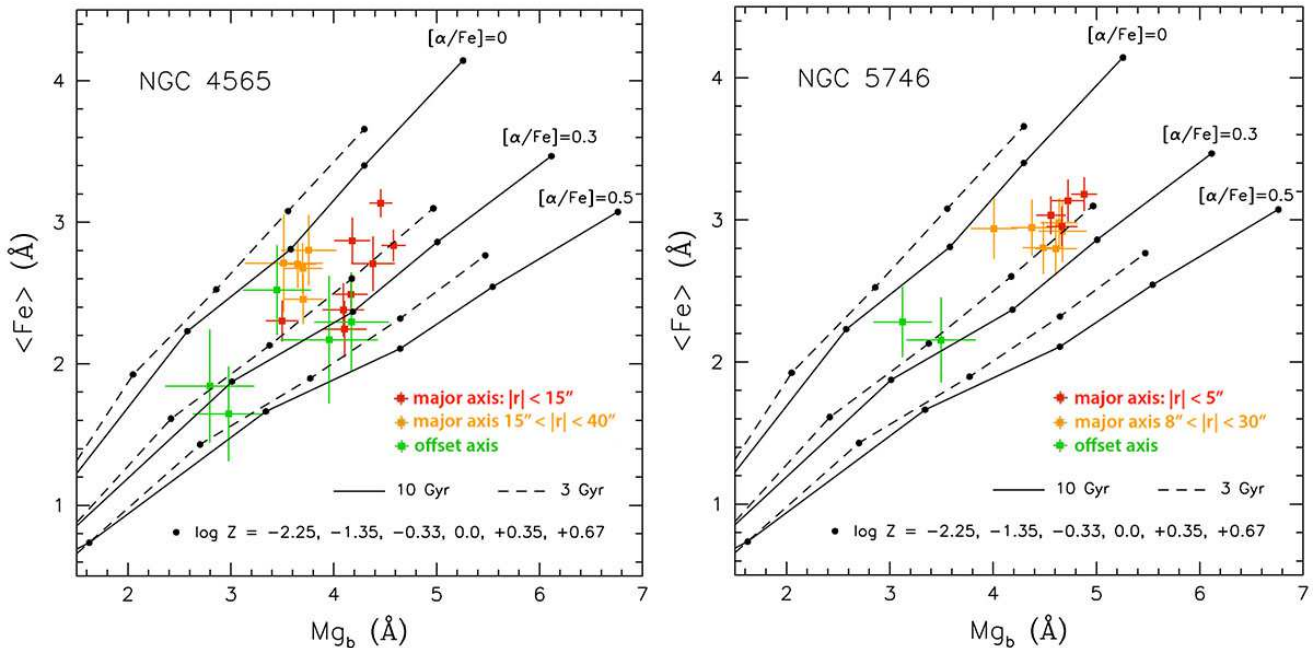 [α/Fe]=0
NGC 4565
[α/Fe]=0.3
[α/Fe]=0.5
major axis: |r| < 15″
major axis 15″ < |r| < 40″
offset axis
10 Gyr
3 Gyr
log Z = −2.25, −1.35, −0.33, 0.0, +0.35, +0.67
<Fe> (Å)
4
3
2
1
2 3 4 5 6 7
Mg_b (Å)
[α/Fe]=0
NGC 5746
[α/Fe]=0.3
[α/Fe]=0.5
major axis: |r| < 5″
major axis 8″ < |r| < 30″
offset axis
10 Gyr
3 Gyr
log Z = −2.25, −1.35, −0.33, 0.0, +0.35, +0.67
<Fe> (Å)
4
3
2
1
2 3 4 5 6 7
Mg_b (Å)